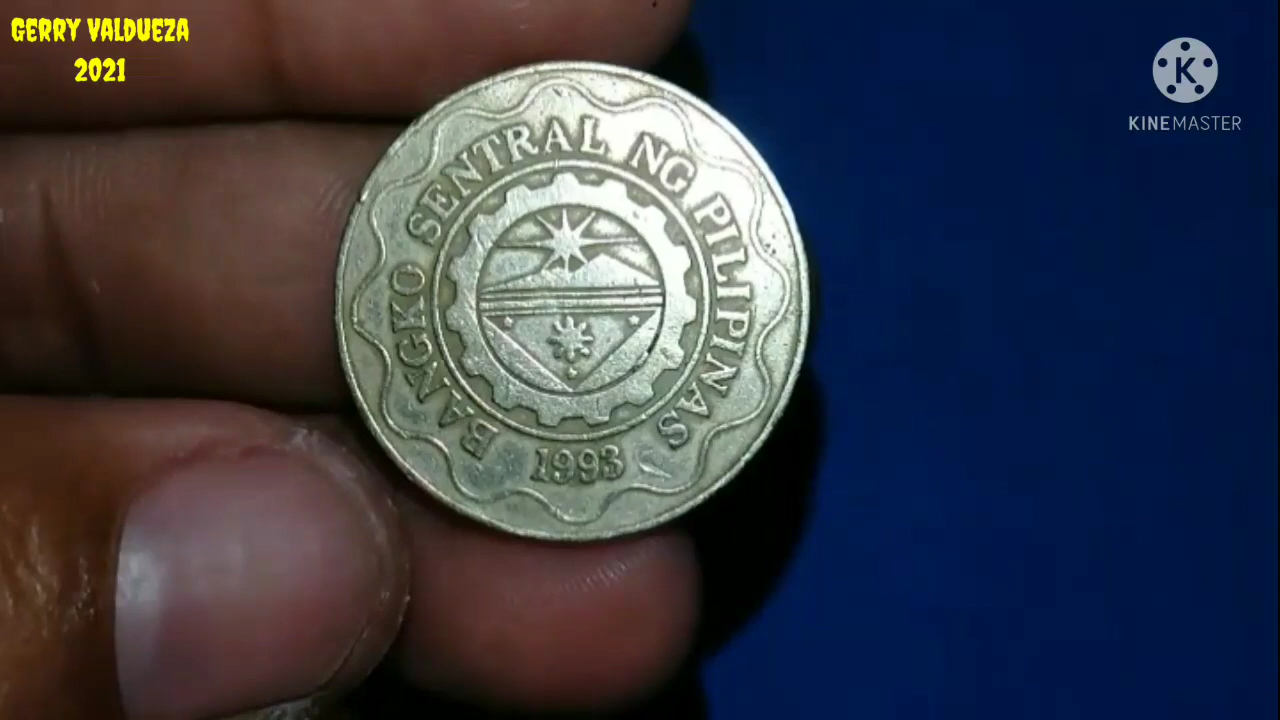 GERRY VALDUEZA
2021
K
KINEMASTER
BANGKO SENTRAL NG PILIPINAS
1993